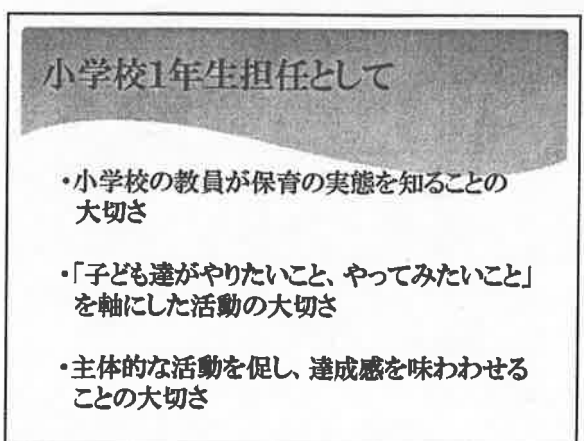 小学校1年生担任として
・小学校の教員が保育の実態を知ることの
大切さ
・「子ども達がやりたいこと、やってみたいこと」
を軸にした活動の大切さ
・主体的な活動を促し、達成感を味わわせる
ことの大切さ